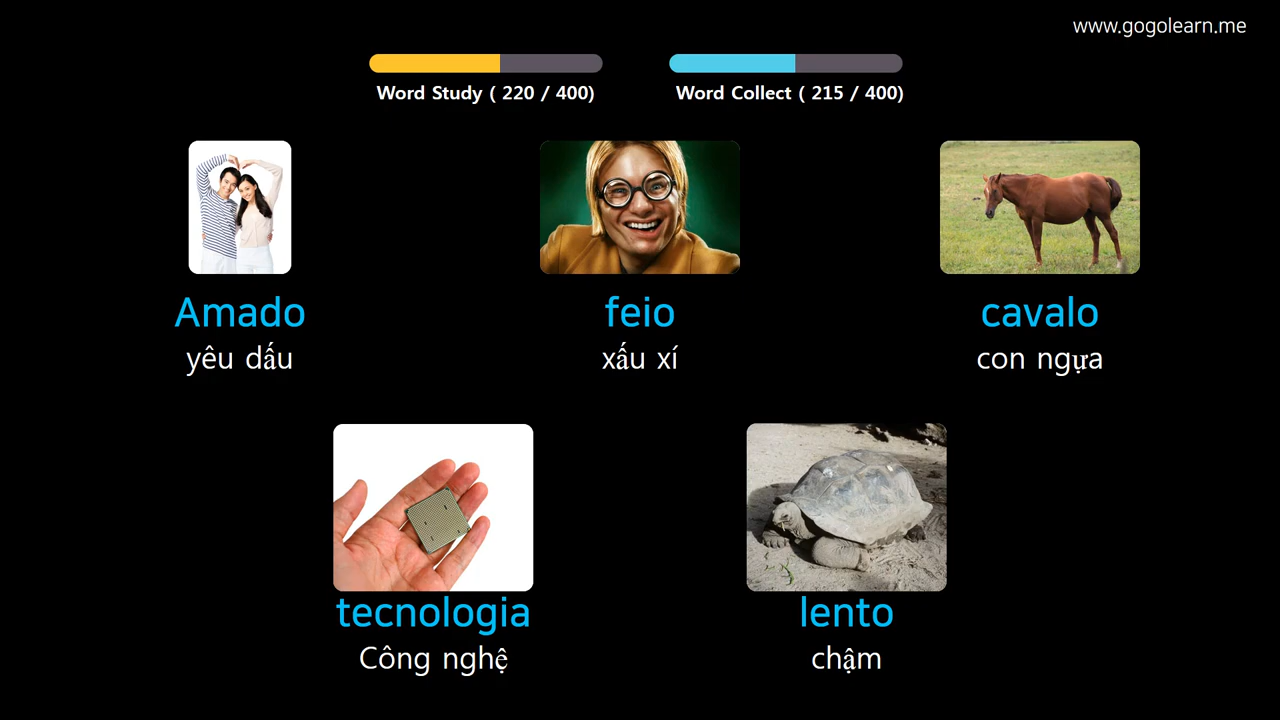 www.gogolearn.me
Word Study ( 220 / 400)
Word Collect ( 215 / 400)
Amado
yêu dấu
feio
xấu xí
cavalo
con ngựa
tecnologia
Công nghệ
lento
chậm